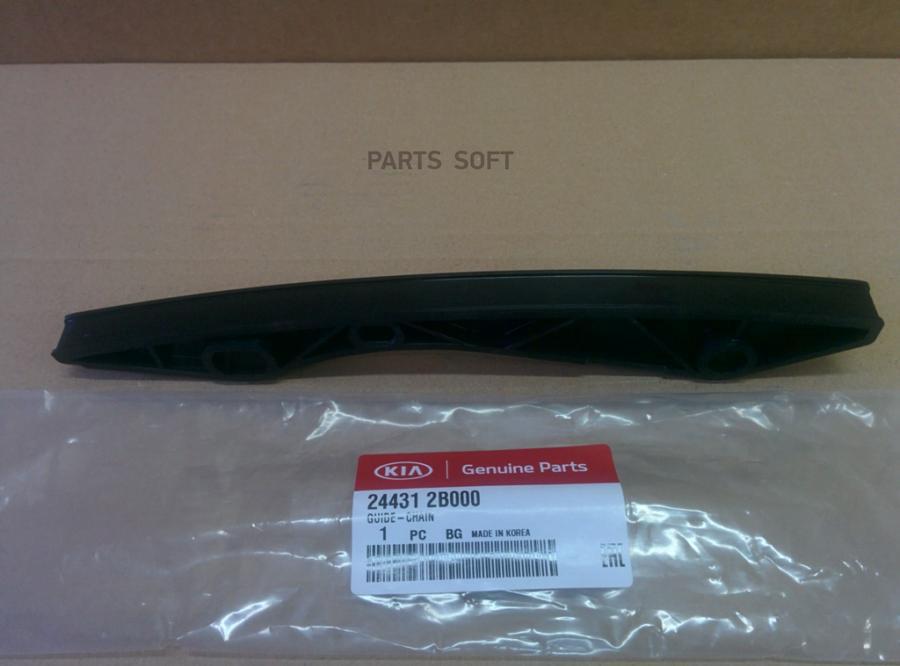 PARTS SOFT
KIA | Genuine Parts
24431 2B000
GUIDE-CHAIN
1 PC BG MADE IN KOREA
EAC